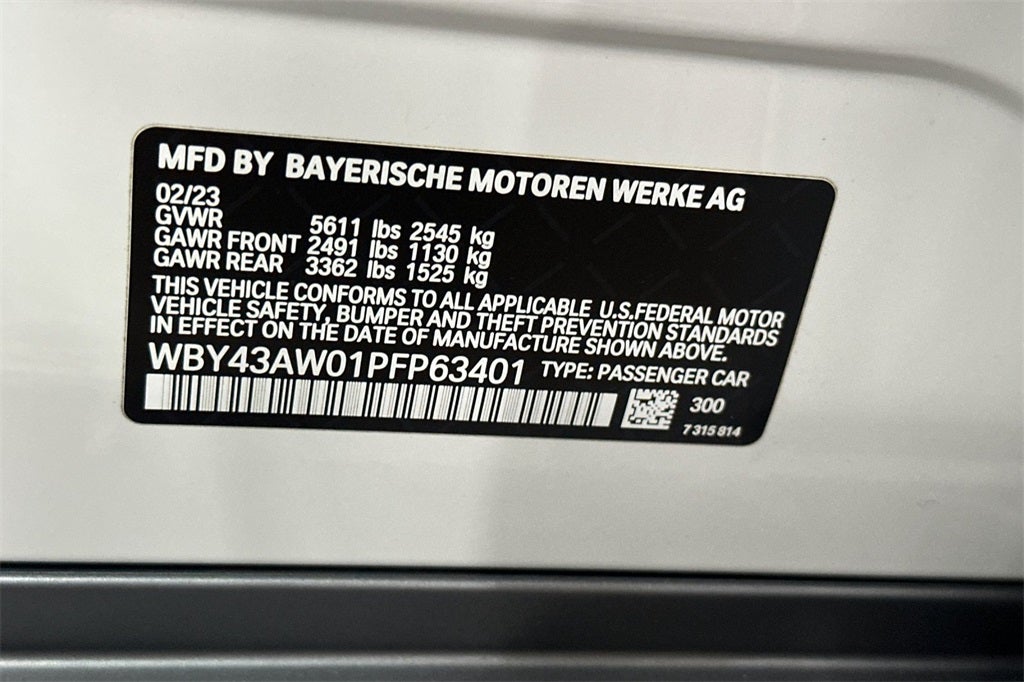 MFD BY BAYERISCHE MOTOREN WERKE AG
02/23
GVWR 5611 lbs 2545 kg
GAWR FRONT 2491 lbs 1130 kg
GAWR REAR 3362 lbs 1525 kg
THIS VEHICLE CONFORMS TO ALL APPLICABLE U.S.FEDERAL MOTOR
VEHICLE SAFETY, BUMPER AND THEFT PREVENTION STANDARDS
IN EFFECT ON THE DATE OF MANUFACTURE SHOWN ABOVE.
WBY43AW01PFP63401 TYPE: PASSENGER CAR
300
7 315 814